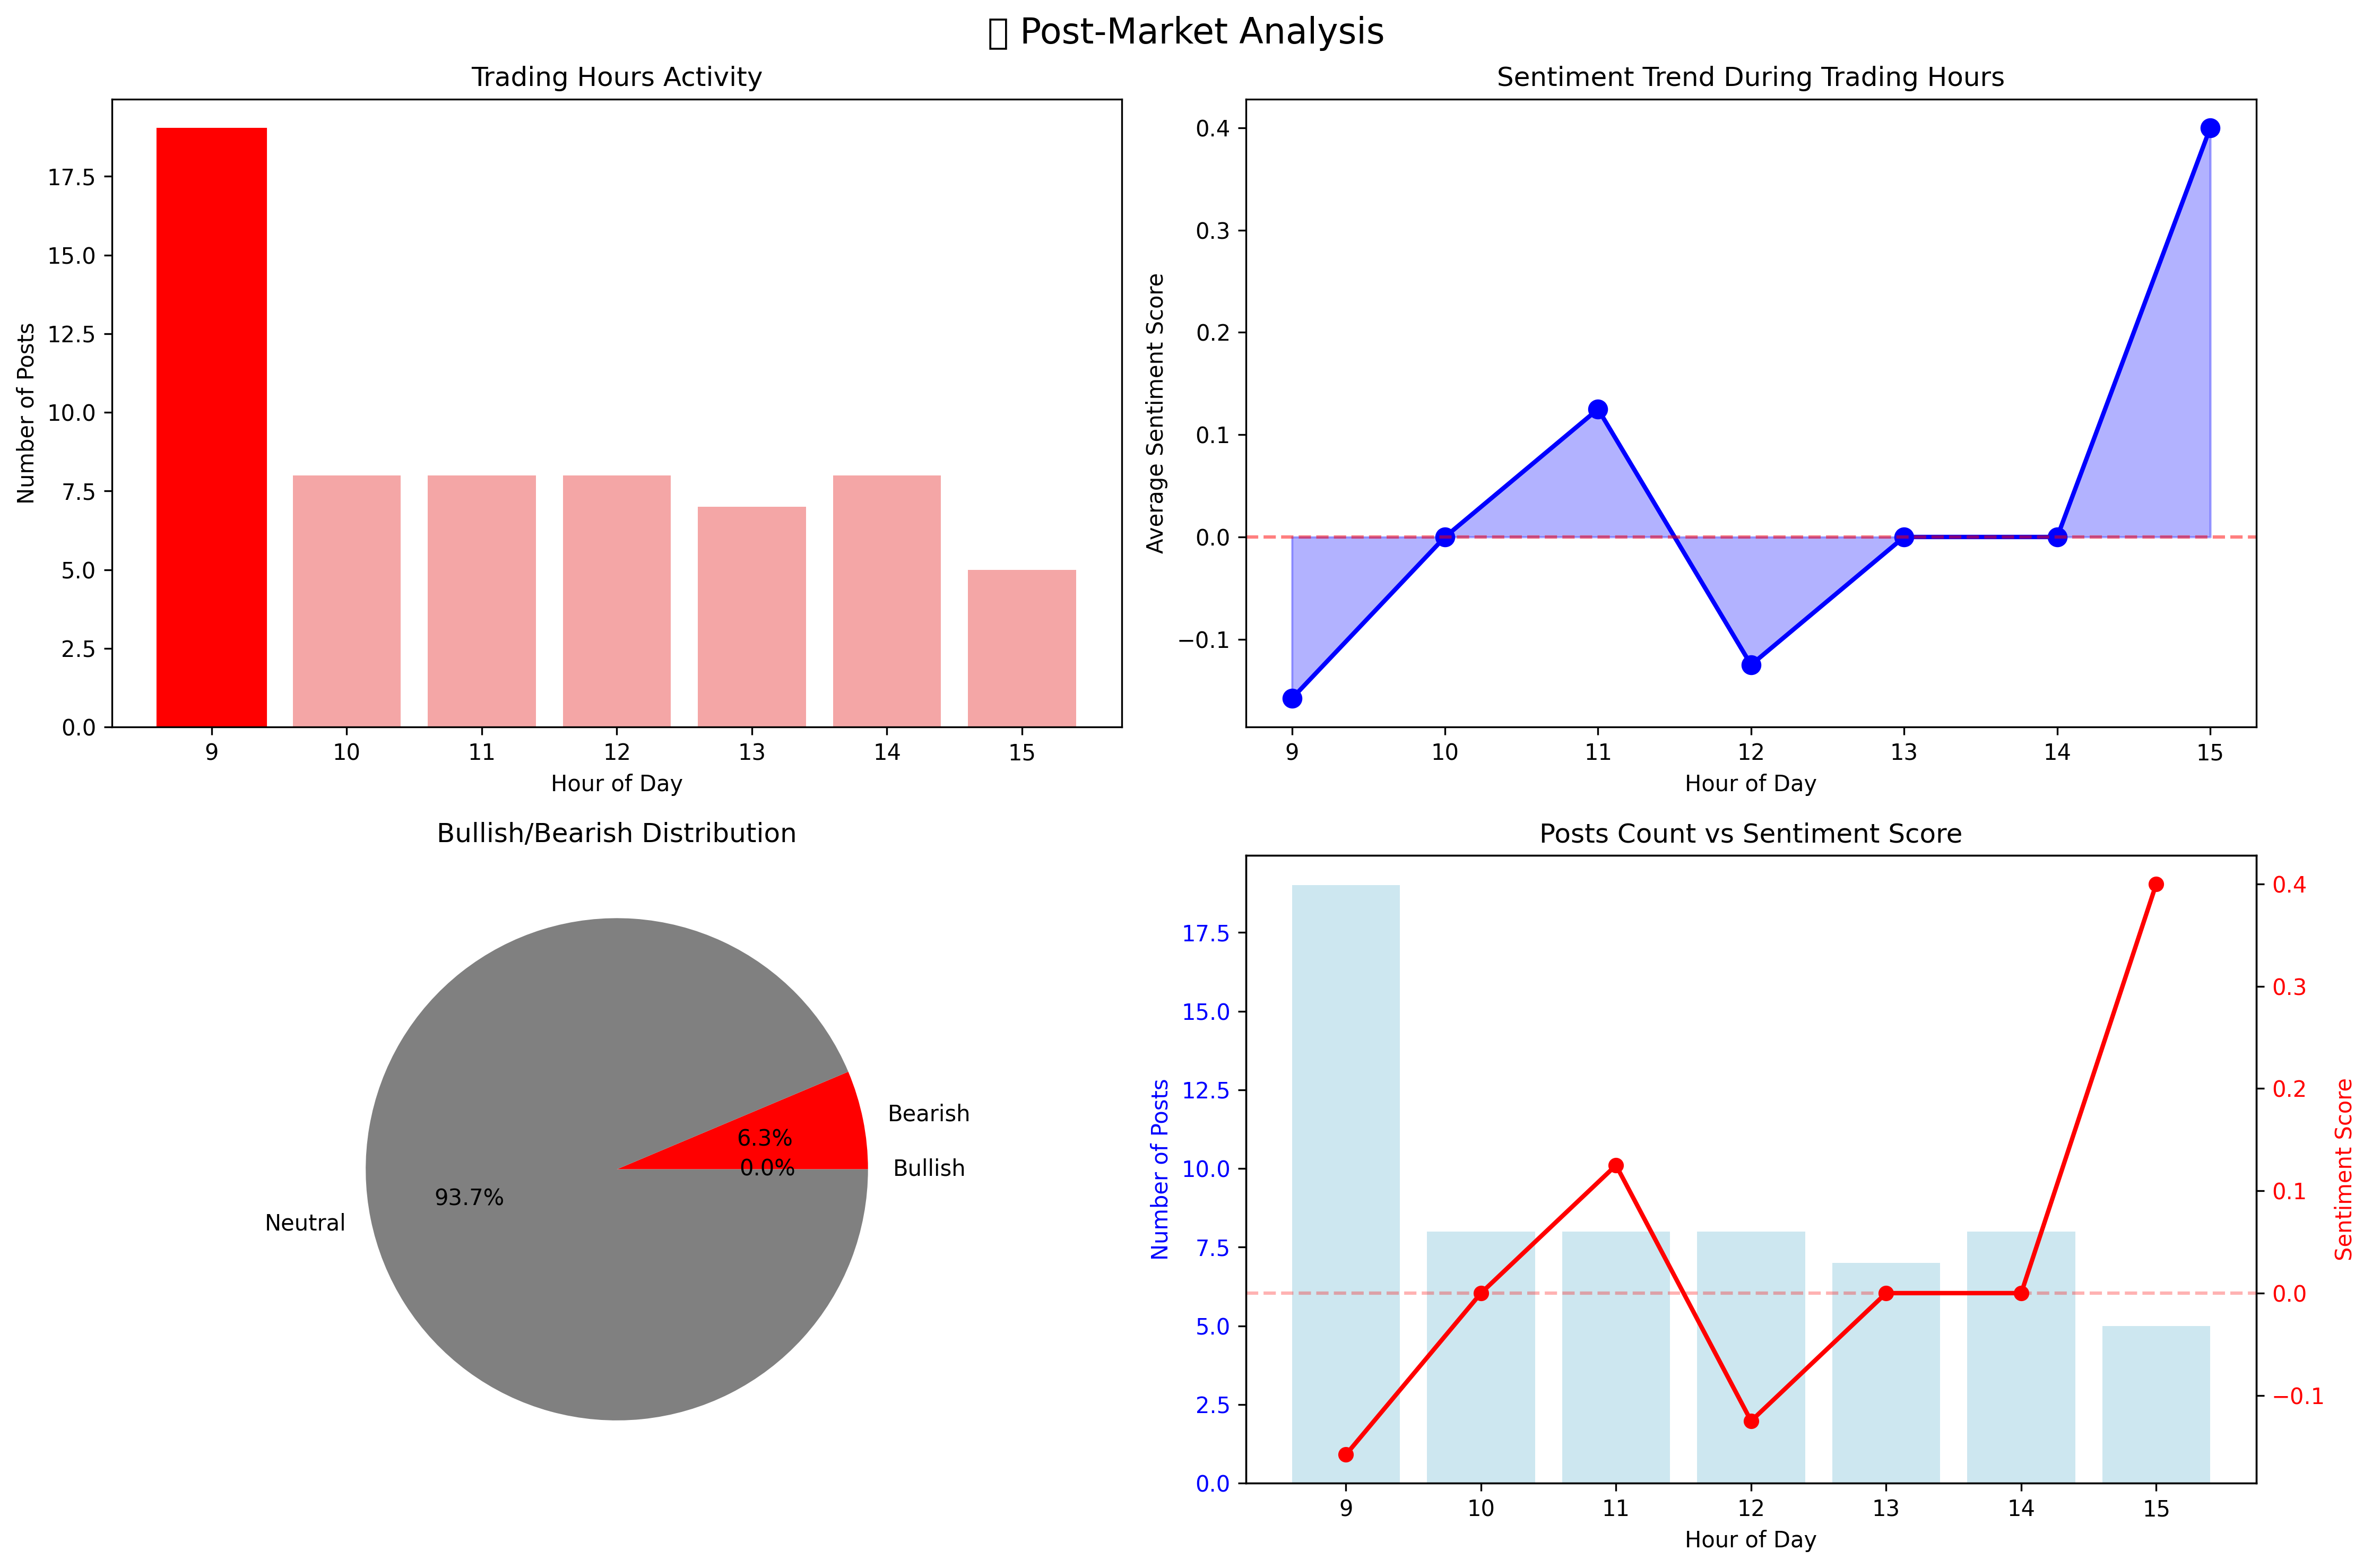 ▯ Post-Market Analysis
Trading Hours Activity
Number of Posts
17.5
15.0
12.5
10.0
7.5
5.0
2.5
0.0
9 10 11 12 13 14 15
Hour of Day
Sentiment Trend During Trading Hours
Average Sentiment Score
0.4
0.3
0.2
0.1
0.0
−0.1
9 10 11 12 13 14 15
Hour of Day
Bullish/Bearish Distribution
Bearish
6.3%
0.0%
Bullish
93.7%
Neutral
Posts Count vs Sentiment Score
Number of Posts
17.5
15.0
12.5
10.0
7.5
5.0
2.5
0.0
0.4
0.3
0.2
0.1
0.0
−0.1
Sentiment Score
9 10 11 12 13 14 15
Hour of Day